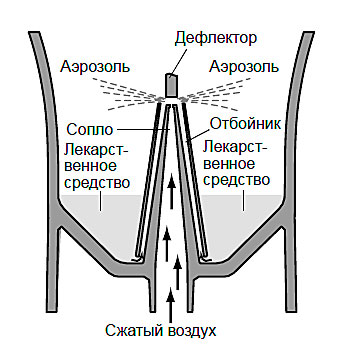 Дефлектор
Аэрозоль
Аэрозоль
Сопло
Отбойник
Лекарст-
венное
средство
Лекарст-
венное
средство
Сжатый воздух